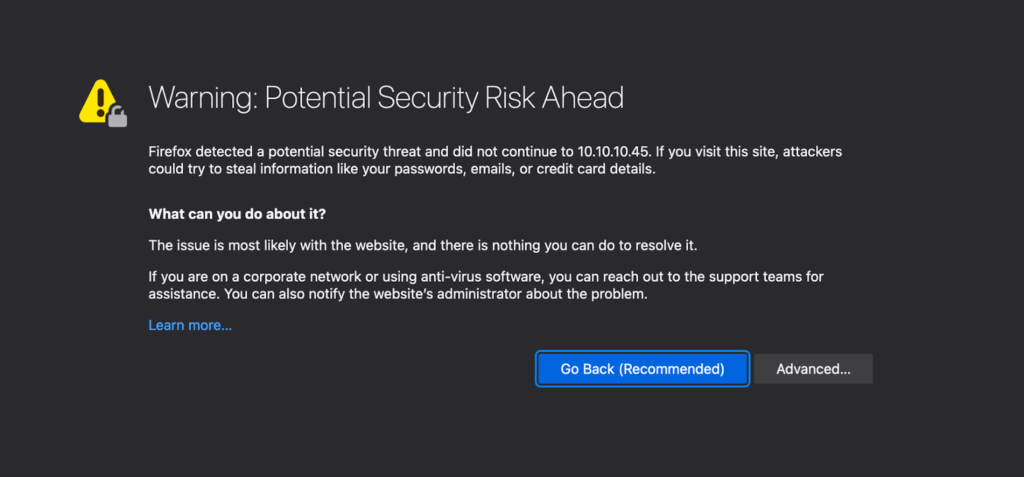 Warning: Potential Security Risk Ahead
Firefox detected a potential security threat and did not continue to 10.10.10.45. If you visit this site, attackers
could try to steal information like your passwords, emails, or credit card details.
What can you do about it?
The issue is most likely with the website, and there is nothing you can do to resolve it.
If you are on a corporate network or using anti-virus software, you can reach out to the support teams for
assistance. You can also notify the website’s administrator about the problem.
Learn more…
Go Back (Recommended)
Advanced…